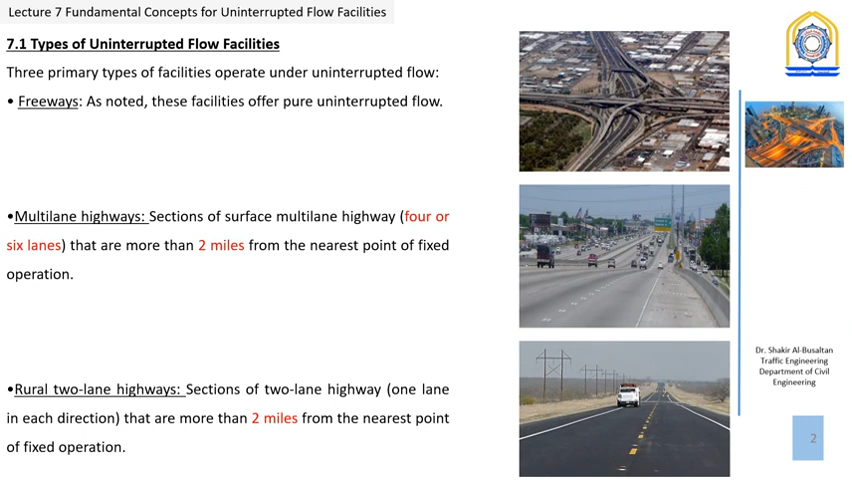 Lecture 7 Fundamental Concepts for Uninterrupted Flow Facilities
7.1 Types of Uninterrupted Flow Facilities
Three primary types of facilities operate under uninterrupted flow:
• Freeways: As noted, these facilities offer pure uninterrupted flow.
•Multilane highways: Sections of surface multilane highway (four or
six lanes) that are more than 2 miles from the nearest point of fixed
operation.
•Rural two-lane highways: Sections of two-lane highway (one lane
in each direction) that are more than 2 miles from the nearest point
of fixed operation.
Dr. Shakir Al-Busaltan
Traffic Engineering
Department of Civil
Engineering
2